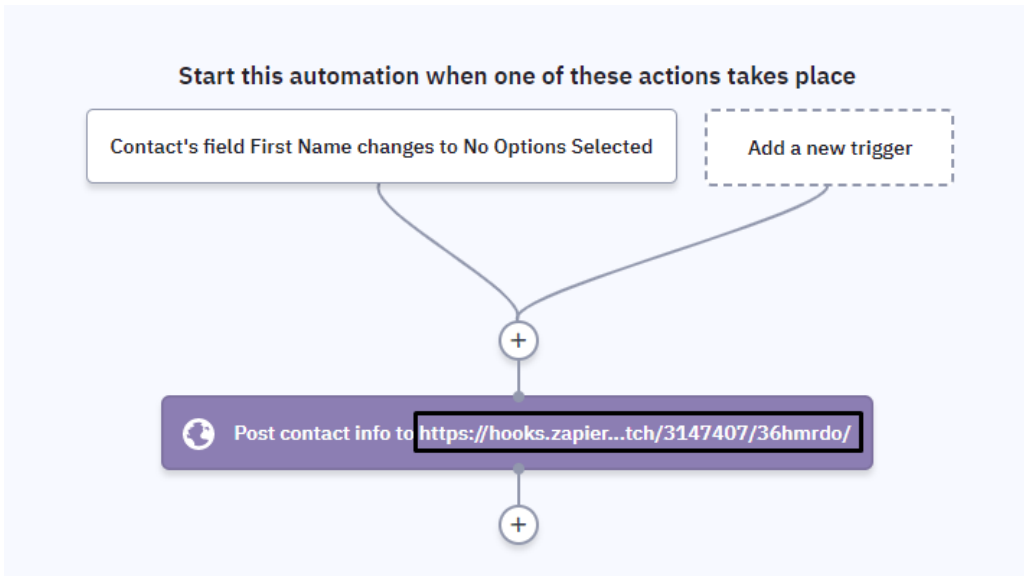 Start this automation when one of these actions takes place
Contact's field First Name changes to No Options Selected
Add a new trigger
+
Post contact info to https://hooks.zapier...tch/3147407/36hmrdo/
+